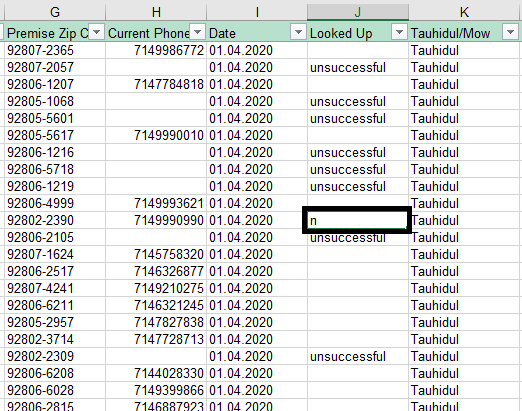 G H I J K
Premise Zip C Current Phone Date Looked Up Tauhidul/Mow
92807-2365 7149986772 01.04.2020 Tauhidul
92807-2057 01.04.2020 unsuccessful Tauhidul
92806-1207 7147784818 01.04.2020 Tauhidul
92805-1068 01.04.2020 unsuccessful Tauhidul
92805-5601 01.04.2020 unsuccessful Tauhidul
92805-5617 7149990010 01.04.2020 Tauhidul
92806-1216 01.04.2020 unsuccessful Tauhidul
92806-5718 01.04.2020 unsuccessful Tauhidul
92806-1219 01.04.2020 unsuccessful Tauhidul
92806-4999 7149993621 01.04.2020 Tauhidul
92802-2390 7149990990 01.04.2020 n Tauhidul
92806-2105 01.04.2020 unsuccessful Tauhidul
92807-1624 7145758320 01.04.2020 Tauhidul
92806-2517 7146326877 01.04.2020 Tauhidul
92807-4241 7149210275 01.04.2020 Tauhidul
92806-6211 7146321245 01.04.2020 Tauhidul
92805-2957 7147827838 01.04.2020 Tauhidul
92802-3714 7147728713 01.04.2020 Tauhidul
92802-2309 01.04.2020 unsuccessful Tauhidul
92806-6208 7144028330 01.04.2020 Tauhidul
92806-6028 7149399866 01.04.2020 Tauhidul
92806-2815 7146887923 01.04.2020 Tauhidul